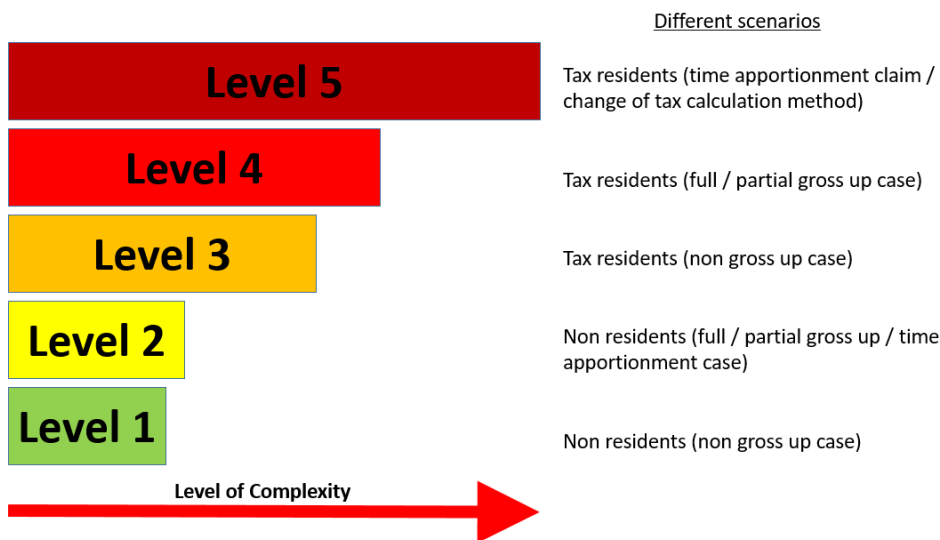 Different scenarios
Level 5
Tax residents (time apportionment claim /
change of tax calculation method)
Level 4
Tax residents (full / partial gross up case)
Level 3
Tax residents (non gross up case)
Level 2
Non residents (full / partial gross up / time
apportionment case)
Level 1
Non residents (non gross up case)
Level of Complexity